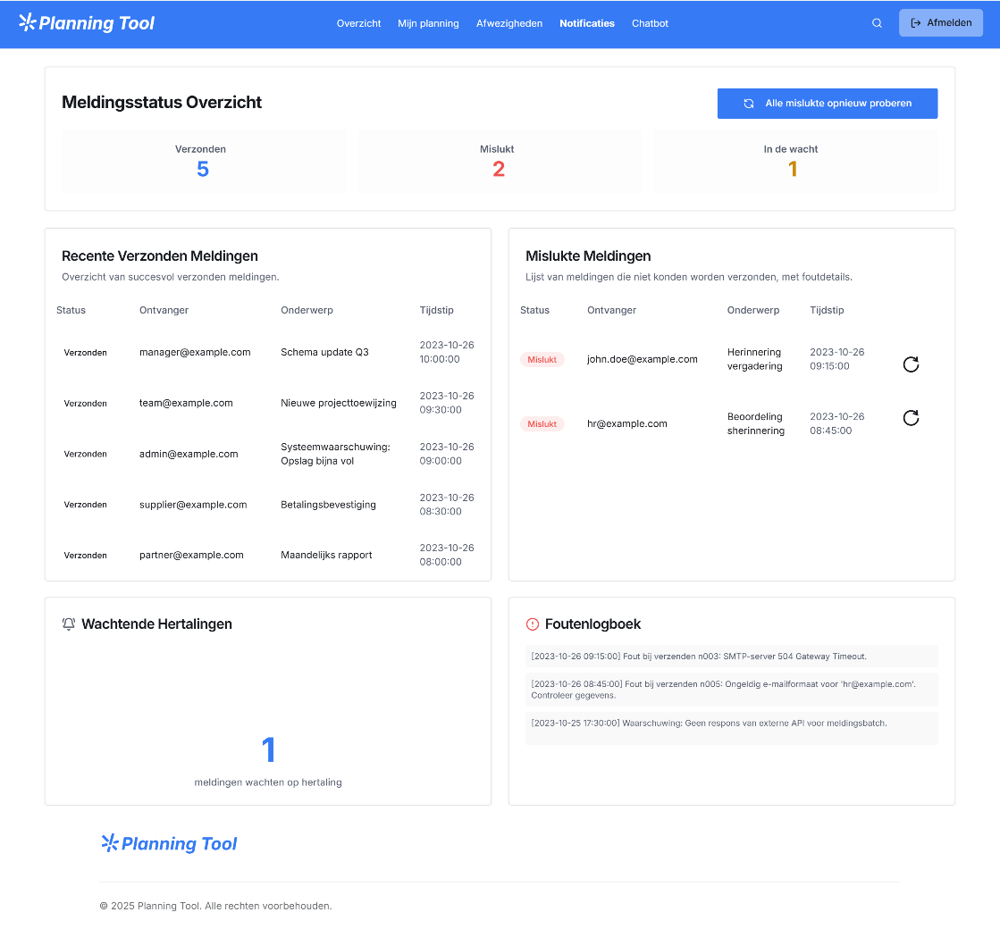 Planning Tool
Overzicht Mijn planning Afwezigheden Notificaties Chatbot
Afmelden
Meldingsstatus Overzicht
Alle mislukte opnieuw proberen
Verzonden
5
Mislukt
2
In de wacht
1
Recente Verzonden Meldingen
Overzicht van succesvol verzonden meldingen.
Status Ontvanger Onderwerp Tijdstip
Verzonden manager@example.com Schema update Q3 2023-10-26
10:00:00
Verzonden team@example.com Nieuwe projecttoewijzing 2023-10-26
09:30:00
Verzonden admin@example.com Systeemwaarschuwing: 2023-10-26
Opslag bijna vol 09:00:00
Verzonden supplier@example.com Betalingsbevestiging 2023-10-26
08:30:00
Verzonden partner@example.com Maandelijks rapport 2023-10-26
08:00:00
Mislukte Meldingen
Lijst van meldingen die niet konden worden verzonden, met foutdetails.
Status Ontvanger Onderwerp Tijdstip
Mislukt john.doe@example.com Herinnering 2023-10-26
vergadering 09:15:00
Mislukt hr@example.com Beoordeling 2023-10-26
sherinnering 08:45:00
Wachtende Hertalingen
1
meldingen wachten op hertaling
Foutenlogboek
[2023-10-26 09:15:00] Fout bij verzenden n003: SMTP-server 504 Gateway Timeout.
[2023-10-26 08:45:00] Fout bij verzenden n005: Ongeldig e-mailformaat voor 'hr@example.com'.
Controleer gegevens.
[2023-10-25 17:30:00] Waarschuwing: Geen respons van externe API voor meldingsbatch.
Planning Tool
© 2025 Planning Tool. Alle rechten voorbehouden.